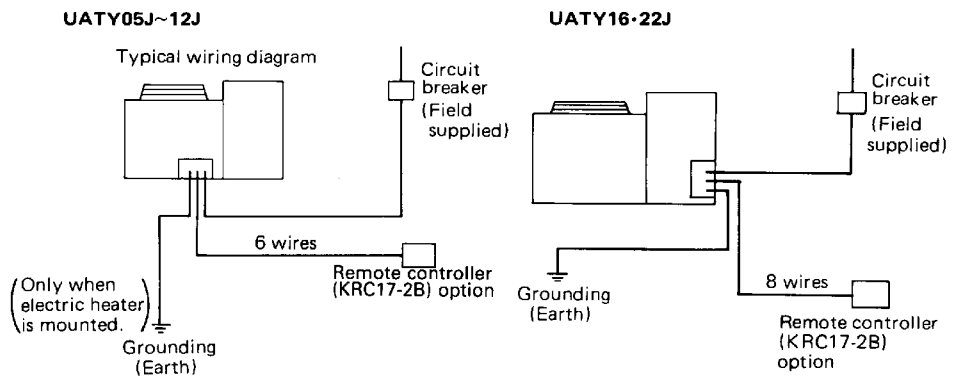 UATY05J~12J
Typical wiring diagram
Circuit
breaker
(Field
supplied)
6 wires
Remote controller
(KRC17-2B) option
(Only when
electric heater
is mounted.)
Grounding
(Earth)
UATY16·22J
Circuit
breaker
(Field
supplied)
8 wires
Grounding
(Earth)
Remote controller
(KRC17-2B)
option